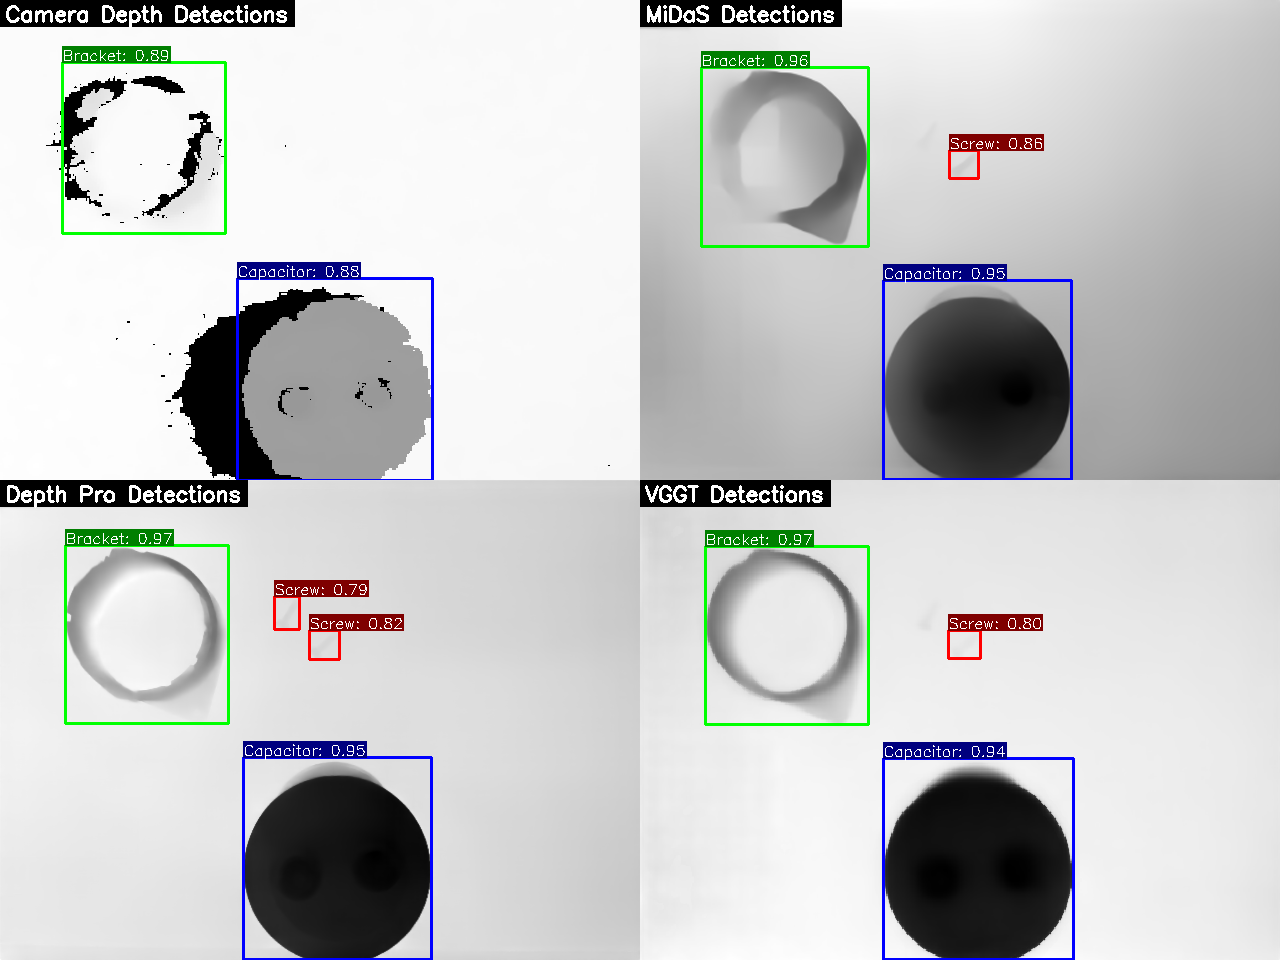 Camera Depth Detections
Bracket: 0.89
Capacitor: 0.88
MiDaS Detections
Bracket: 0.96
Screw: 0.86
Capacitor: 0.95
Depth Pro Detections
Bracket: 0.97
Screw: 0.79
Screw: 0.82
Capacitor: 0.95
VGGT Detections
Bracket: 0.97
Screw: 0.80
Capacitor: 0.94